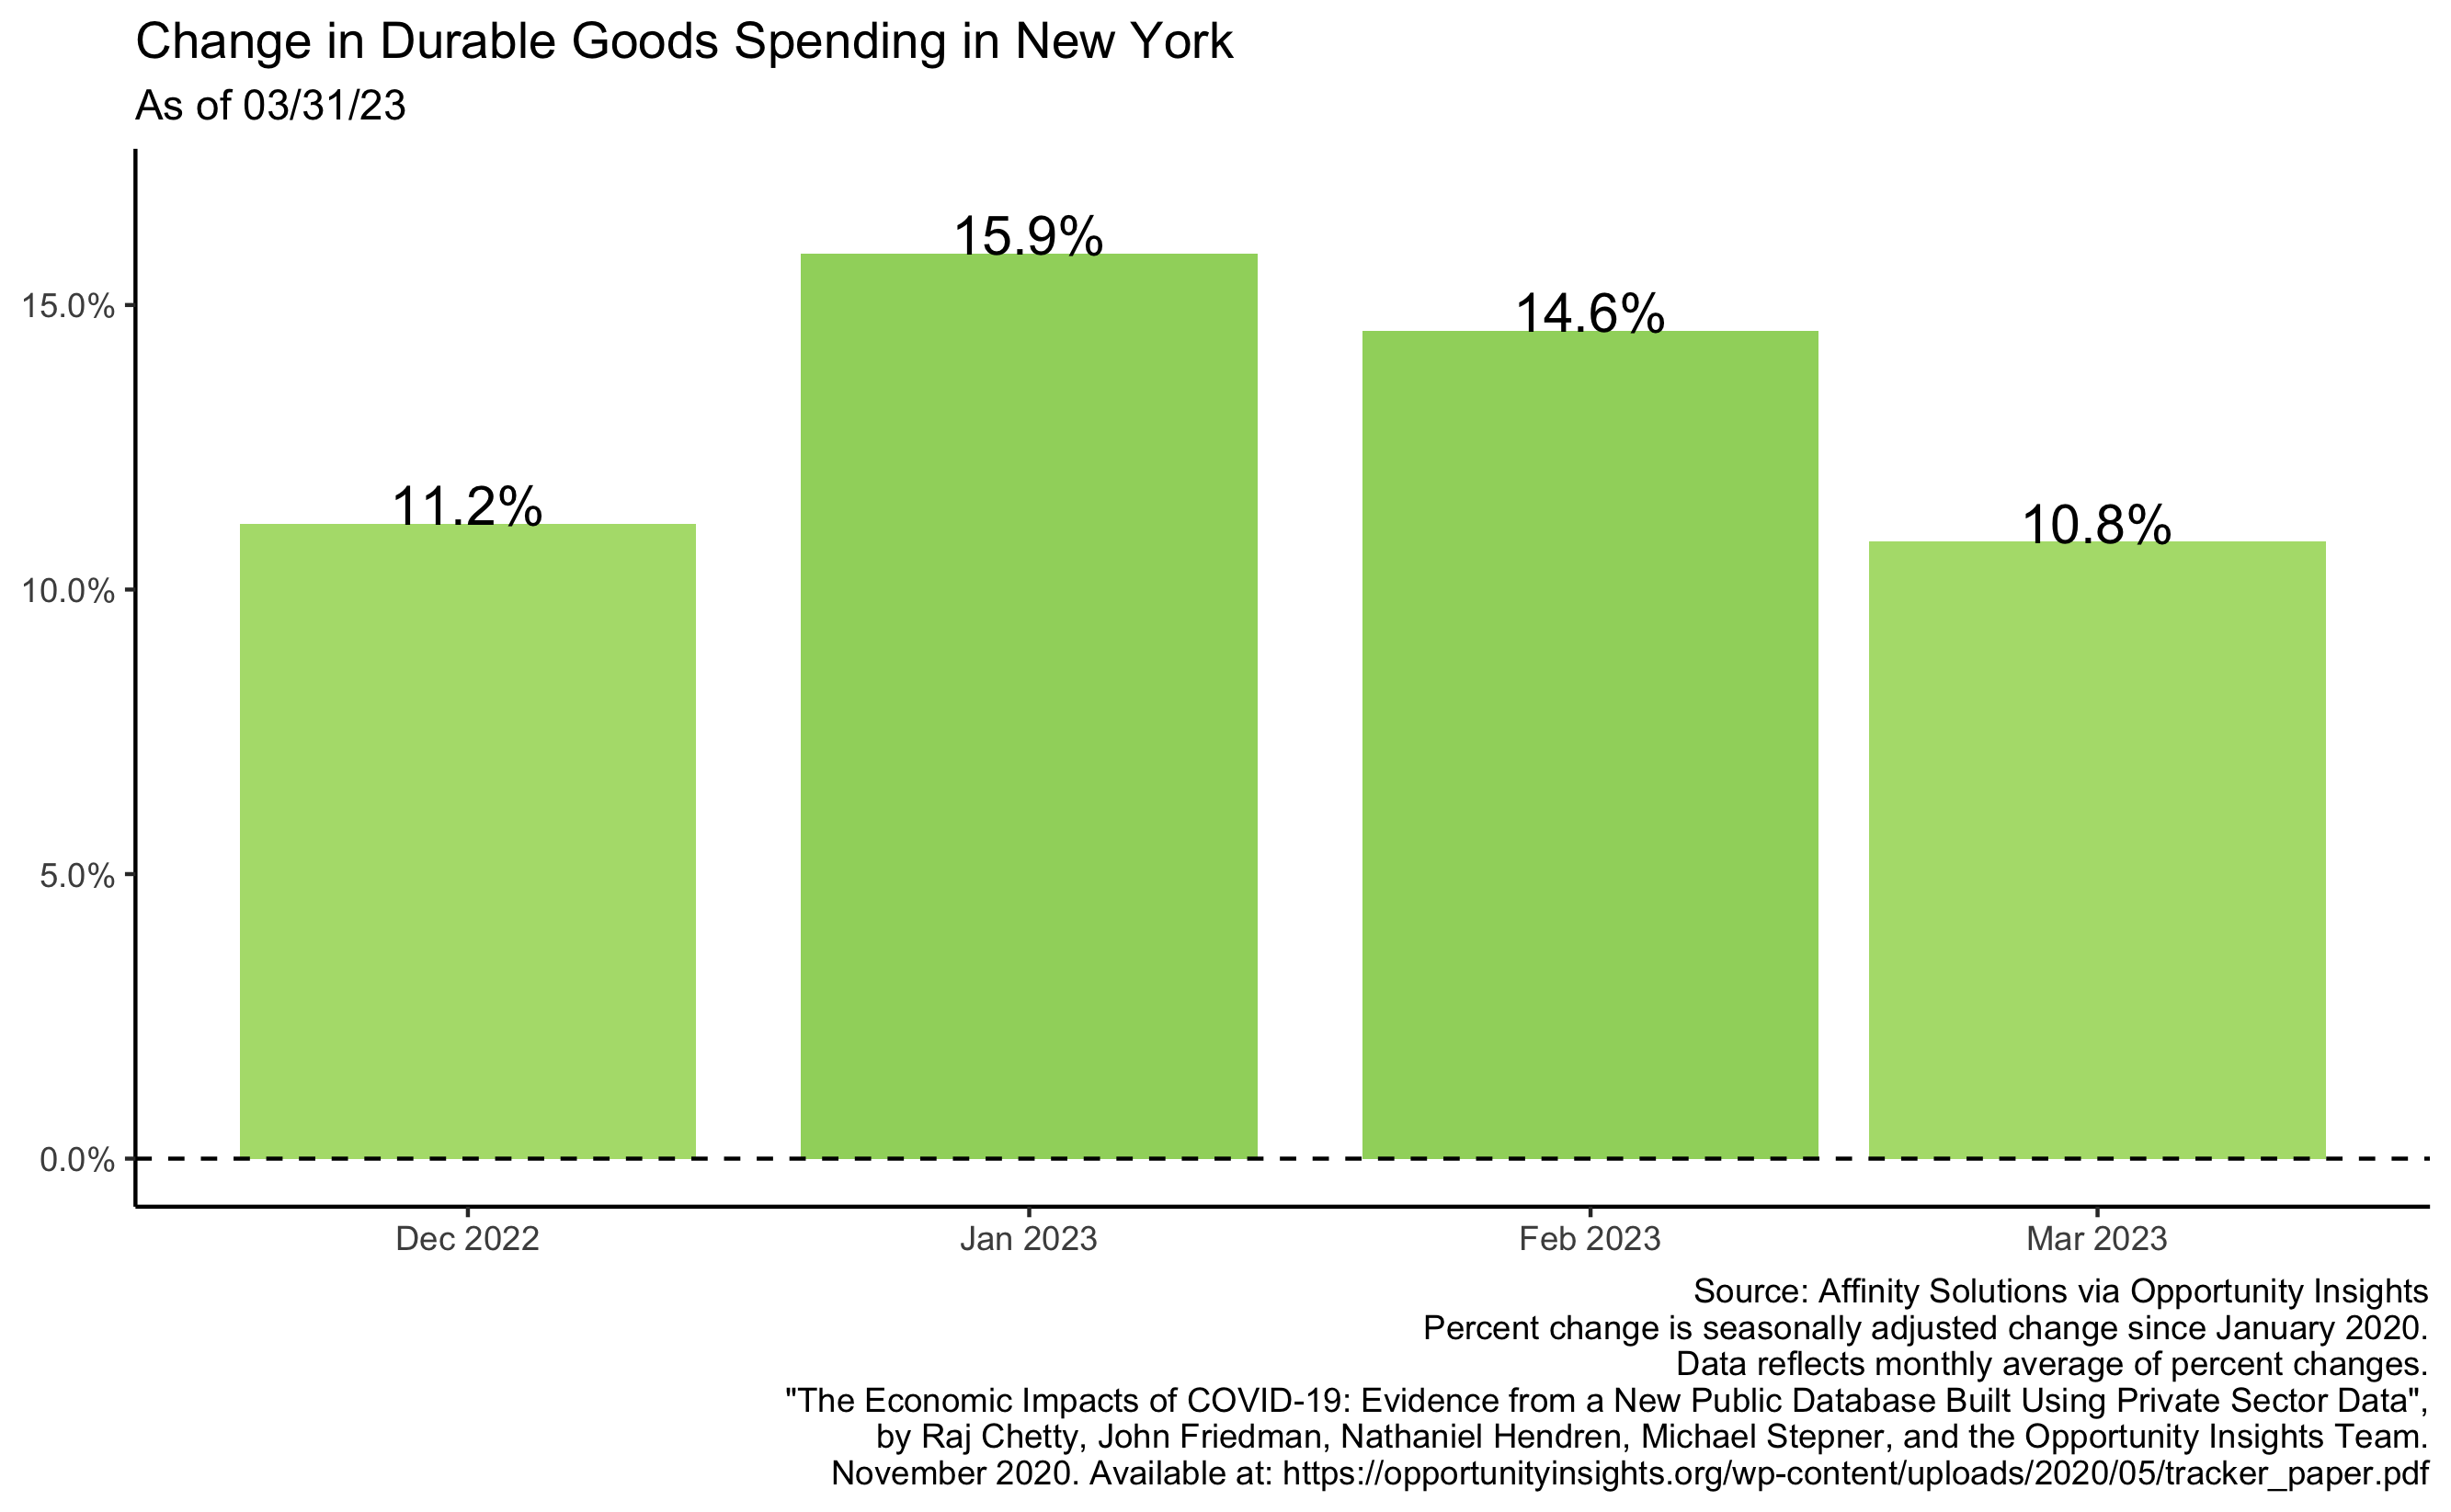 Change in Durable Goods Spending in New York
As of 03/31/23
15.9%
14.6%
11.2%
10.8%
15.0%
10.0%
5.0%
0.0%
Dec 2022
Jan 2023
Feb 2023
Mar 2023
Source: Affinity Solutions via Opportunity Insights
Percent change is seasonally adjusted change since January 2020.
Data reflects monthly average of percent changes.
"The Economic Impacts of COVID-19: Evidence from a New Public Database Built Using Private Sector Data",
by Raj Chetty, John Friedman, Nathaniel Hendren, Michael Stepner, and the Opportunity Insights Team.
November 2020. Available at: https://opportunityinsights.org/wp-content/uploads/2020/05/tracker_paper.pdf